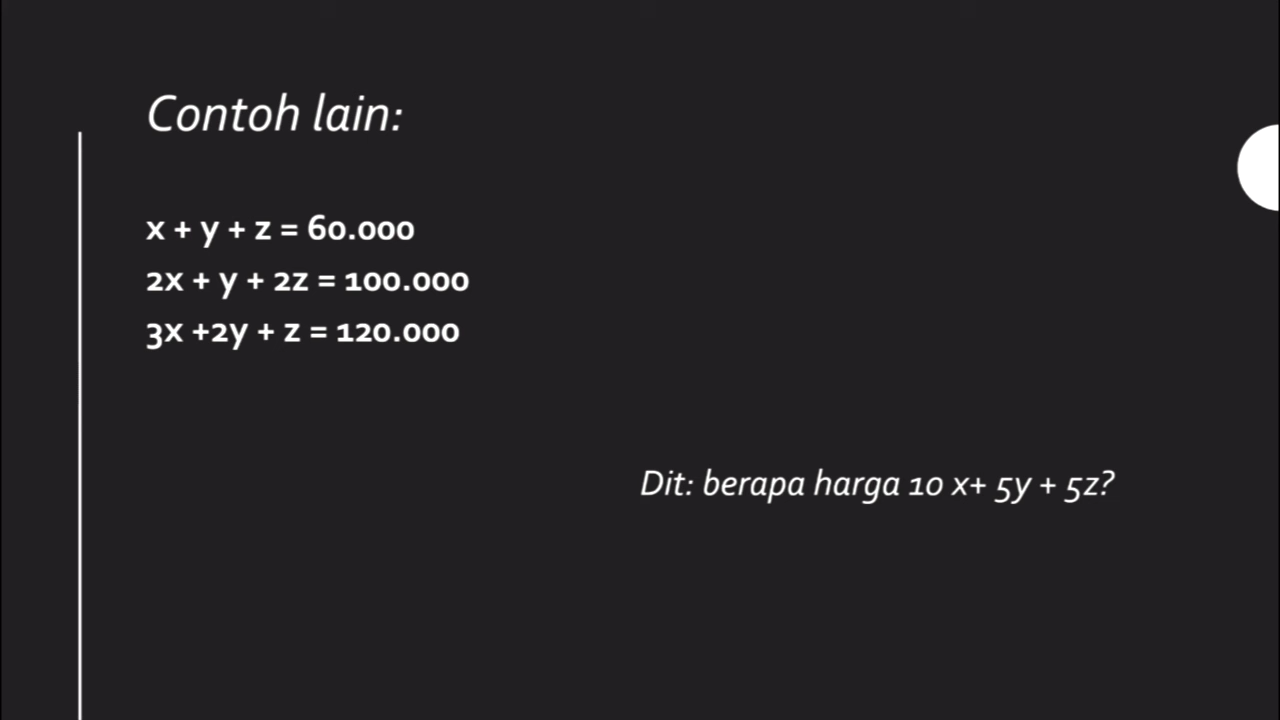 Contoh lain:
x + y + z = 60.000
2x + y + 2z = 100.000
3x +2y + z = 120.000
Dit: berapa harga 10 x+ 5y + 5z?